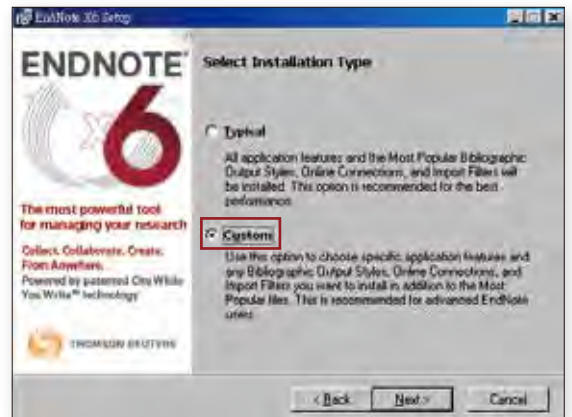 EndNote X6 Setup
ENDNOTE
X6
Select Installation Type
Typical
All application features and the Most Popular Bibliographic
Output Styles, Online Connections, and Import Filters will
be installed. This option is recommended for the best
performance.
Custom
Use this option to choose specific application features and
any Bibliographic Output Styles, Online Connections, and
Import Filters you want to install in addition to the Most
Popular files. This is recommended for advanced EndNote
users.
The most powerful tool
for managing your research
Collect. Collaborate. Create.
From Anywhere.
Powered by patented Cite While
You Write™ technology
THOMSON REUTERS
< Back
Next >
Cancel